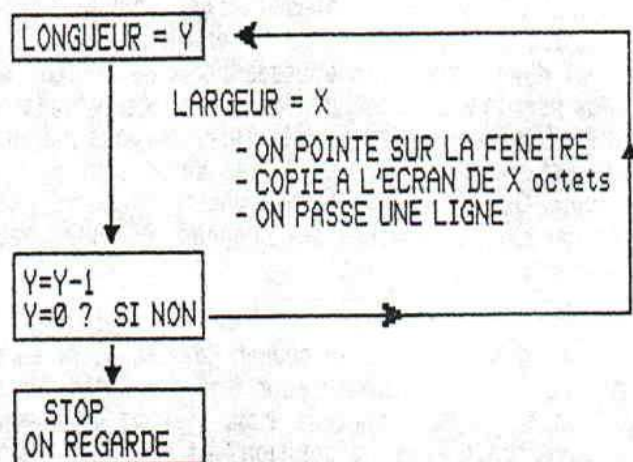 LONGUEUR = Y
LARGEUR = X
- ON POINTE SUR LA FENETRE
- COPIE A L'ECRAN DE X octets
- ON PASSE UNE LIGNE
Y=Y-1
Y=0 ? SI NON
STOP
ON REGARDE